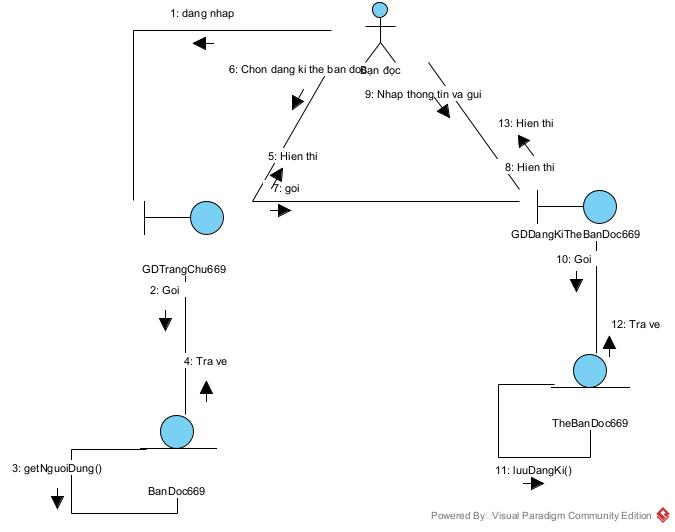 1: dang nhap
6: Chon dang ki the ban doc
Bạn đọc
9: Nhap thong tin va gui
13: Hien thi
5: Hien thi
8: Hien thi
7: goi
GDDangKiTheBanDoc669
10: Goi
GDTrangChu669
2: Goi
12: Tra ve
4: Tra ve
TheBanDoc669
3: getNguoiDung()
11: luuDangKi()
BanDoc669
Powered By Visual Paradigm Community Edition